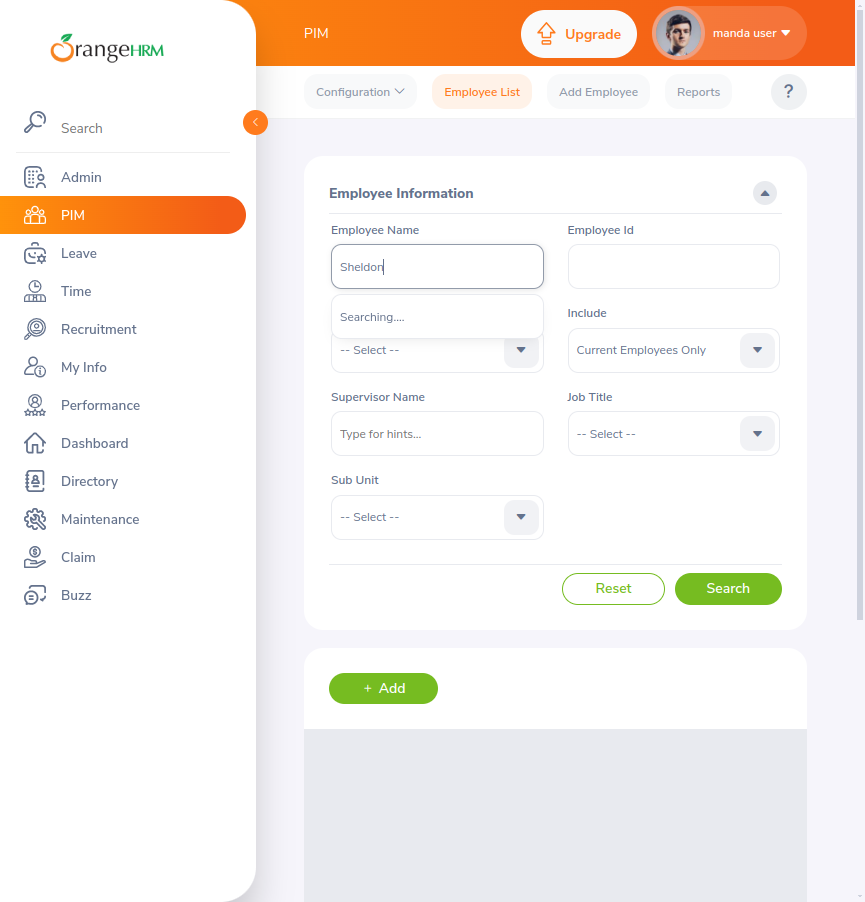 OrangeHRM
PIM
Upgrade
manda user
Configuration
Employee List
Add Employee
Reports
?
Search
Admin
PIM
Leave
Time
Recruitment
My Info
Performance
Dashboard
Directory
Maintenance
Claim
Buzz
Employee Information
Employee Name
Employee Id
Sheldon
Searching....
Include
-- Select --
Current Employees Only
Supervisor Name
Job Title
Type for hints...
-- Select --
Sub Unit
-- Select --
Reset
Search
+ Add